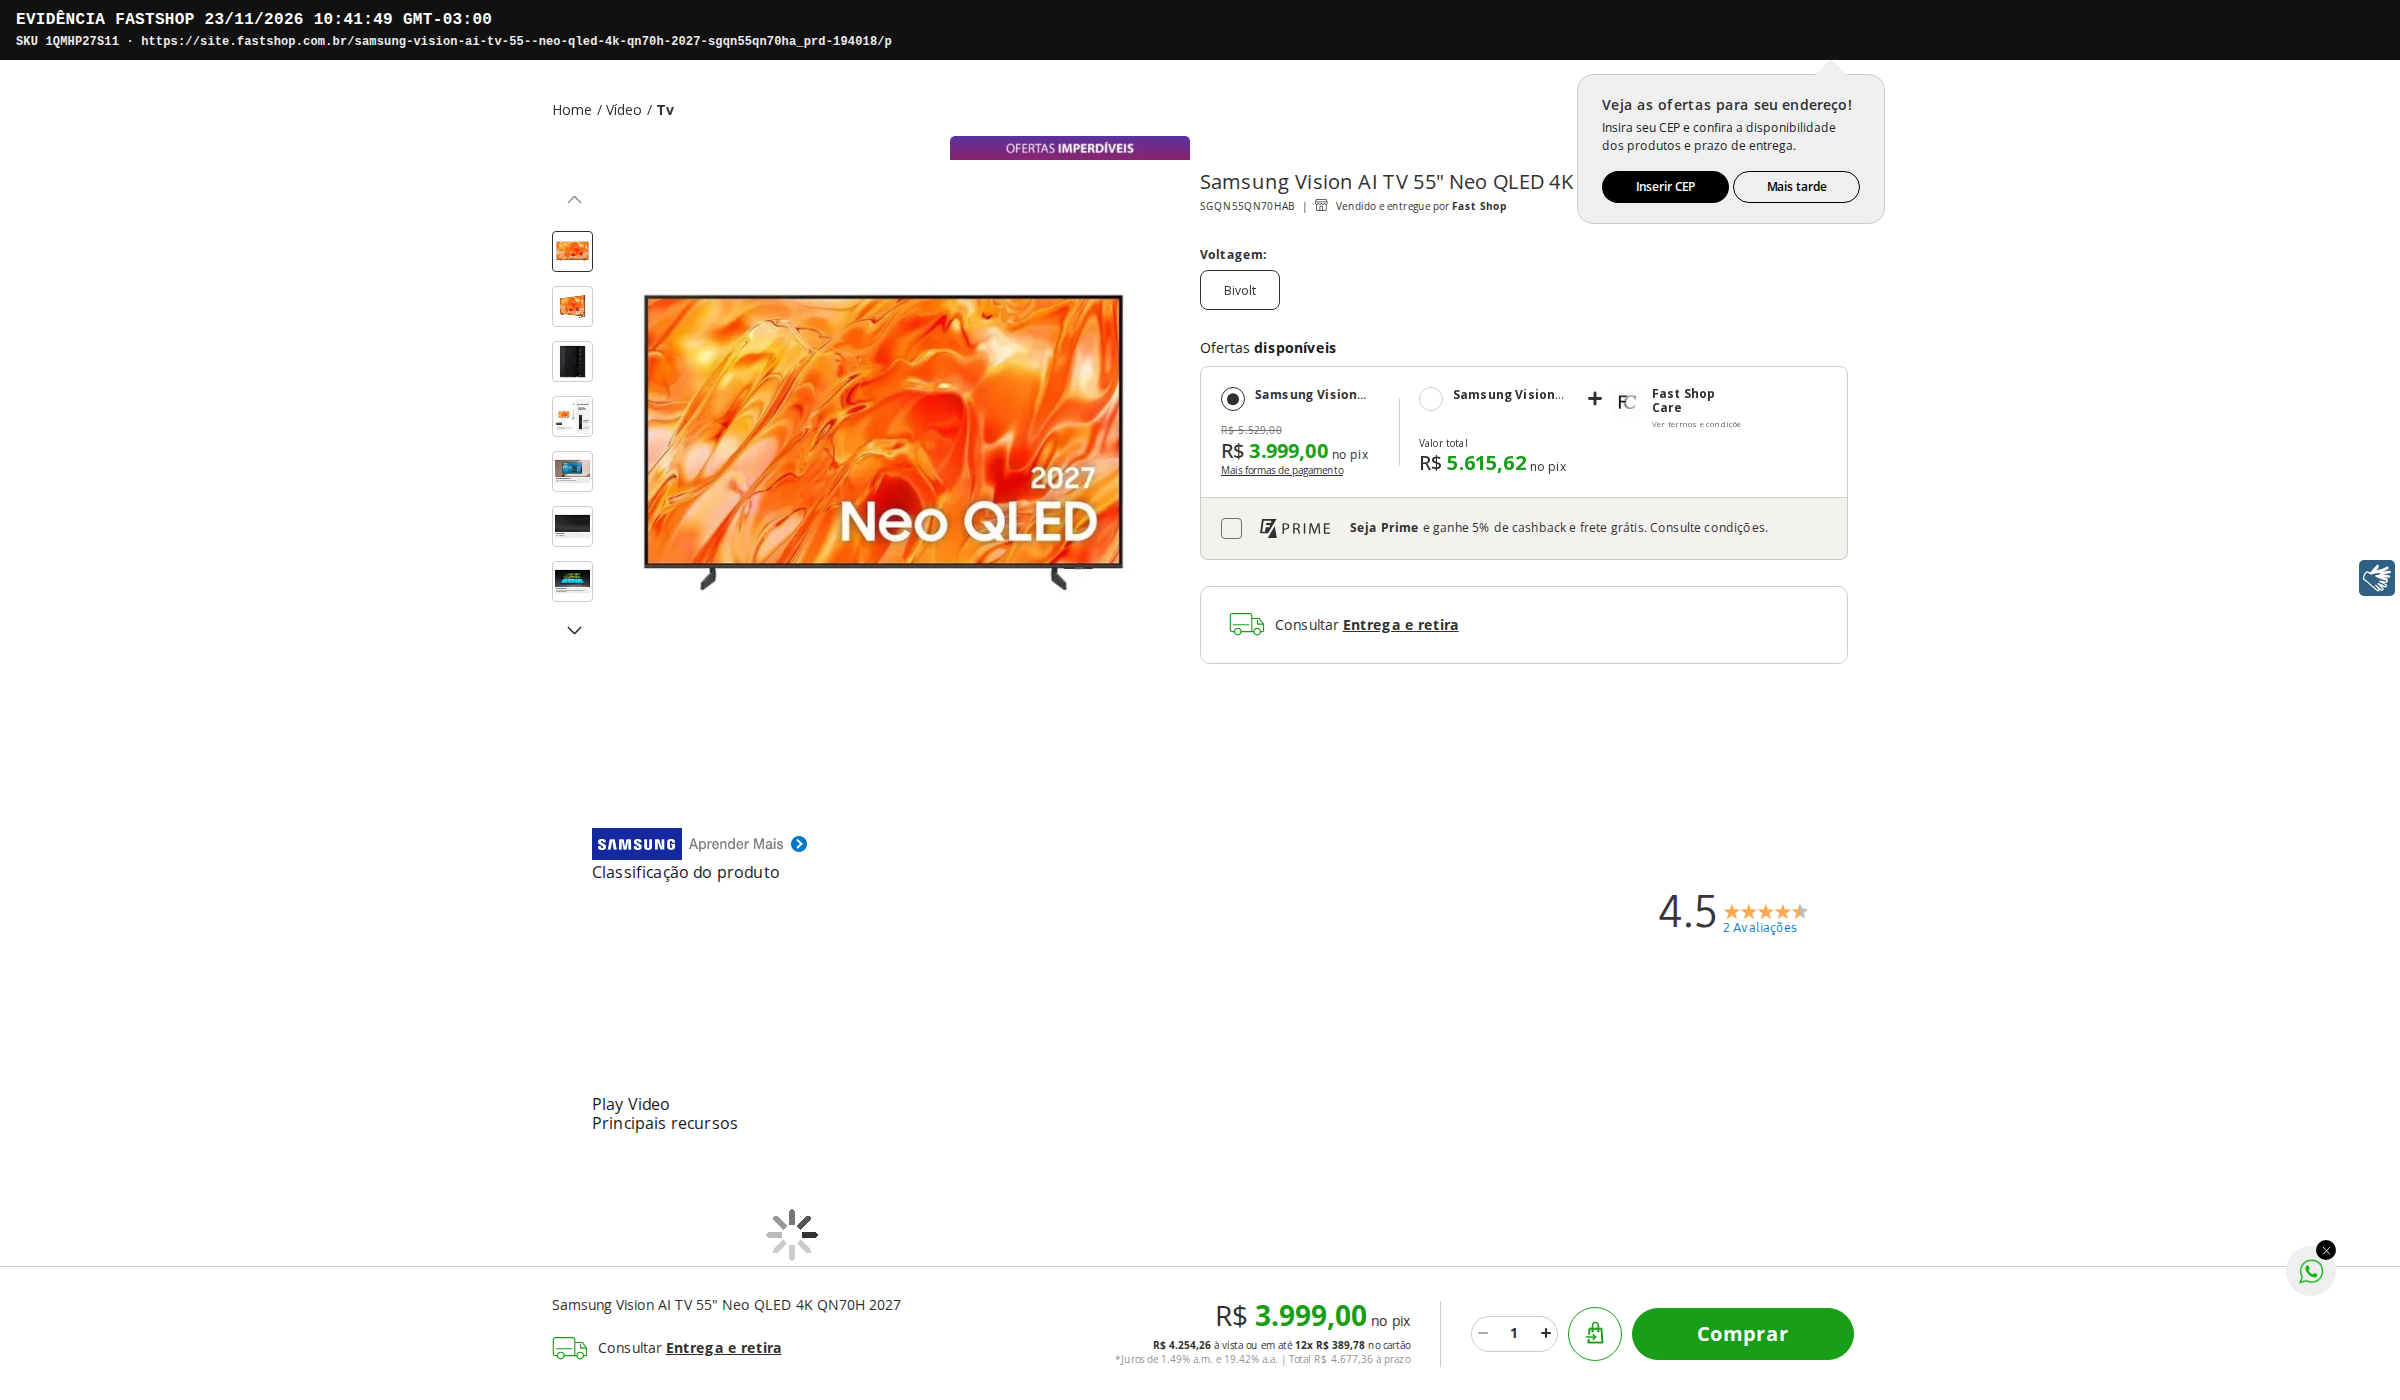 EVIDÊNCIA FASTSHOP 23/11/2026 10:41:49 GMT-03:00
SKU 1QMHP27S11 · https://site.fastshop.com.br/samsung-vision-ai-tv-55--neo-qled-4k-qn70h-2027-sgqn55qn70ha_prd-194018/p
Home / Vídeo / Tv
Veja as ofertas para seu endereço!
Insira seu CEP e confira a disponibilidade
dos produtos e prazo de entrega.
Inserir CEP
Mais tarde
OFERTAS IMPERDÍVEIS
Samsung Vision AI TV 55" Neo QLED 4K
SGQN55QN70HAB | Vendido e entregue por Fast Shop
Voltagem:
Bivolt
2027
Neo QLED
Ofertas disponíveis
Samsung Vision...
R$ 5.529,00
R$ 3.999,00 no pix
Mais formas de pagamento
Samsung Vision...
Valor total
R$ 5.615,62 no pix
+
FC
Fast Shop
Care
Ver termos e condiçõe
PRIME
Seja Prime e ganhe 5% de cashback e frete grátis. Consulte condições.
Consultar Entrega e retira
SAMSUNG Aprender Mais
Classificação do produto
4.5
2 Avaliações
Play Video
Principais recursos
Samsung Vision AI TV 55" Neo QLED 4K QN70H 2027
Consultar Entrega e retira
R$ 3.999,00 no pix
R$ 4.254,26 à vista ou em até 12x R$ 389,78 no cartão
*Juros de 1.49% a.m. e 19.42% a.a. | Total R$ 4.677,36 à prazo
− 1 +
Comprar